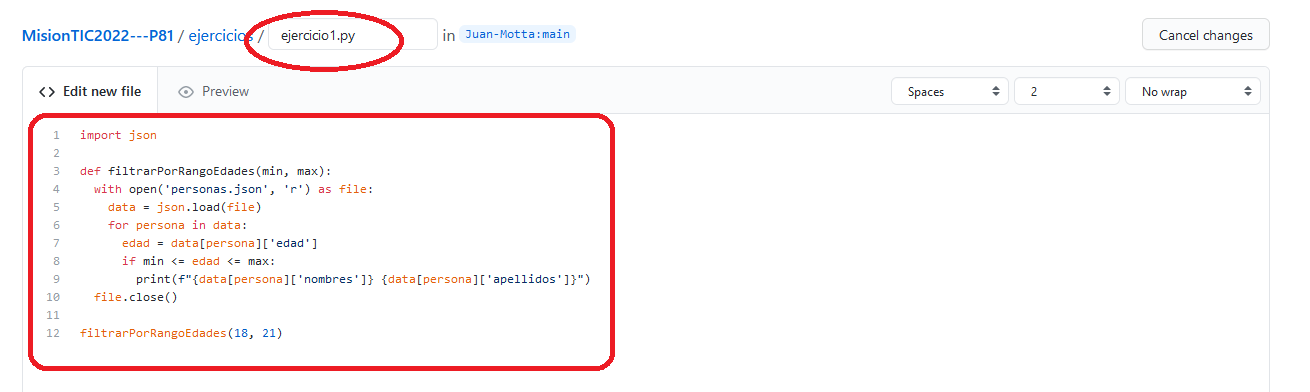 MisionTIC2022---P81 / ejercicios / ejercicio1.py in Juan-Motta:main Cancel changes
<> Edit new file Preview Spaces 2 No wrap
1 import json
2
3 def filtrarPorRangoEdades(min, max):
4   with open('personas.json', 'r') as file:
5     data = json.load(file)
6     for persona in data:
7       edad = data[persona]['edad']
8       if min <= edad <= max:
9         print(f"{data[persona]['nombres']} {data[persona]['apellidos']}")
10   file.close()
11
12 filtrarPorRangoEdades(18, 21)